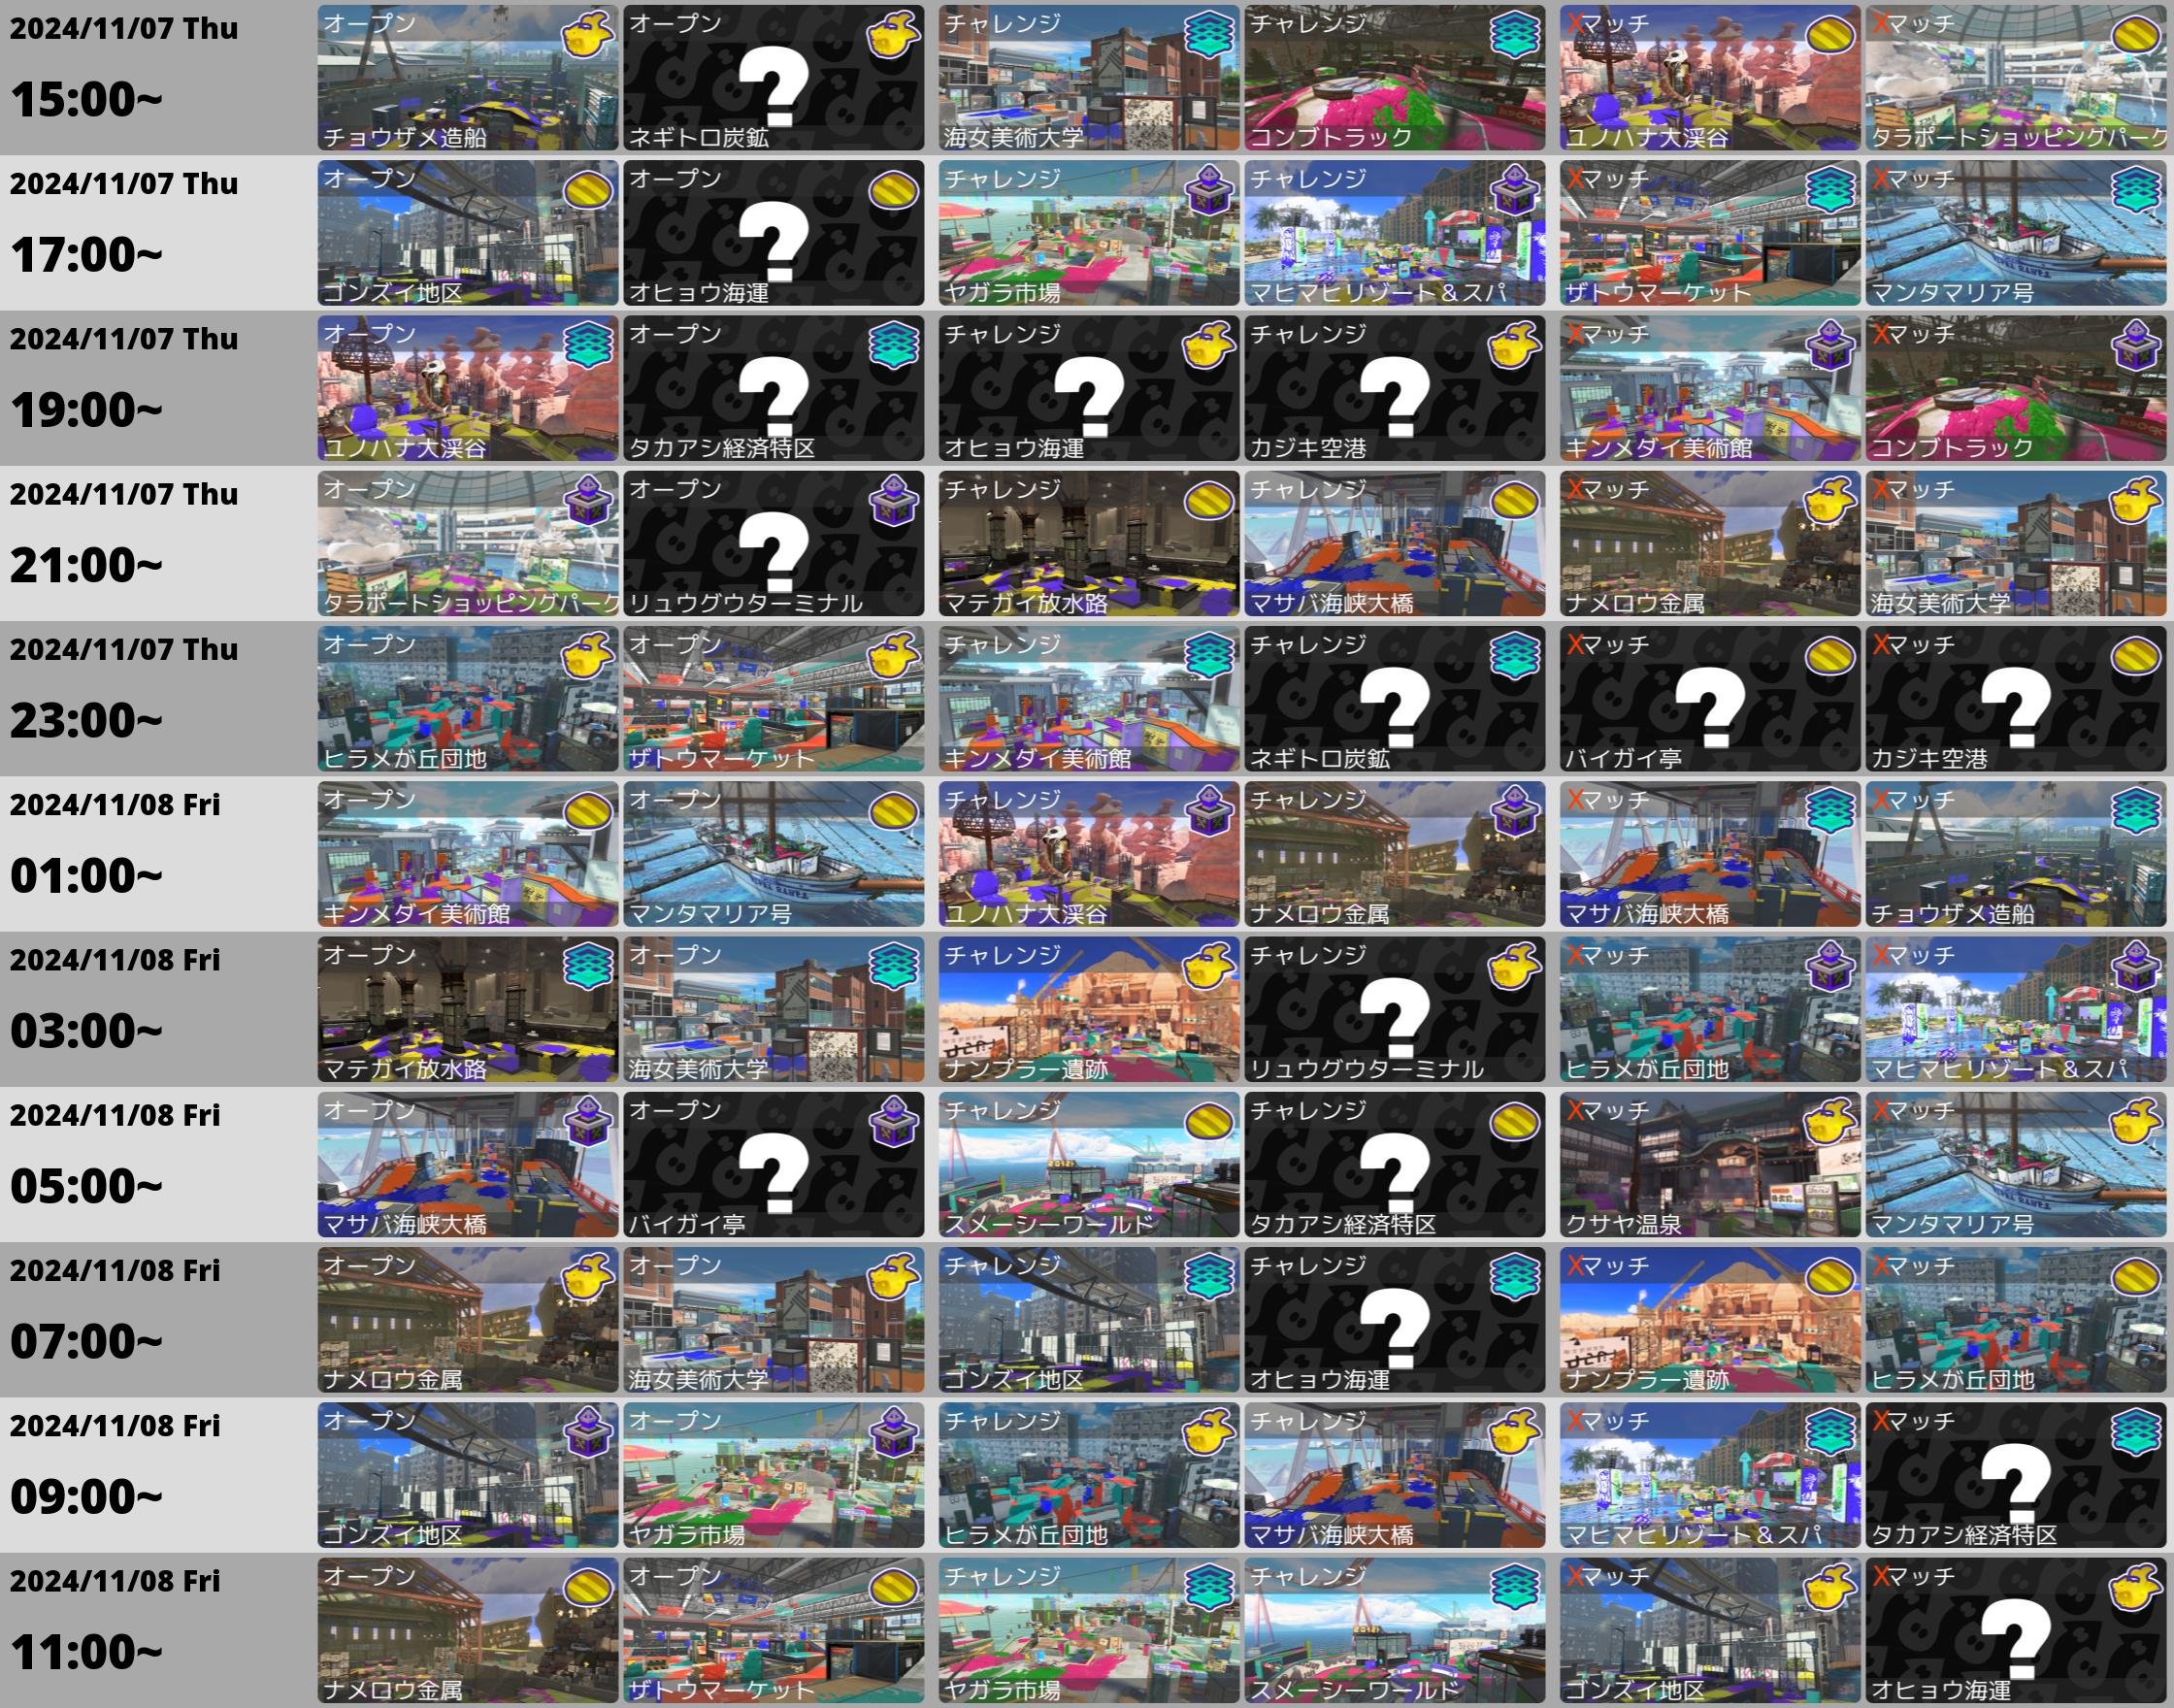 2024/11/07 Thu
15:00~
オープン
チョウザメ造船
オープン
ネギトロ炭鉱
チャレンジ
海女美術大学
チャレンジ
コンブトラック
Xマッチ
ユノハナ大渓谷
Xマッチ
タラポートショッピングパーク
2024/11/07 Thu
17:00~
オープン
ゴンズイ地区
オープン
オヒョウ海運
チャレンジ
ヤガラ市場
チャレンジ
マヒマヒリゾート＆スパ
Xマッチ
ザトウマーケット
Xマッチ
マンタマリア号
2024/11/07 Thu
19:00~
オープン
ユノハナ大渓谷
オープン
タカアシ経済特区
チャレンジ
オヒョウ海運
チャレンジ
カジキ空港
Xマッチ
キンメダイ美術館
Xマッチ
コンブトラック
2024/11/07 Thu
21:00~
オープン
タラポートショッピングパーク
オープン
リュウグウターミナル
チャレンジ
マテガイ放水路
チャレンジ
マサバ海峡大橋
Xマッチ
ナメロウ金属
Xマッチ
海女美術大学
2024/11/07 Thu
23:00~
オープン
ヒラメが丘団地
オープン
ザトウマーケット
チャレンジ
キンメダイ美術館
チャレンジ
ネギトロ炭鉱
Xマッチ
バイガイ亭
Xマッチ
カジキ空港
2024/11/08 Fri
01:00~
オープン
キンメダイ美術館
オープン
マンタマリア号
チャレンジ
ユノハナ大渓谷
チャレンジ
ナメロウ金属
Xマッチ
マサバ海峡大橋
Xマッチ
チョウザメ造船
2024/11/08 Fri
03:00~
オープン
マテガイ放水路
オープン
海女美術大学
チャレンジ
ナンプラー遺跡
チャレンジ
リュウグウターミナル
Xマッチ
ヒラメが丘団地
Xマッチ
マヒマヒリゾート＆スパ
2024/11/08 Fri
05:00~
オープン
マサバ海峡大橋
オープン
バイガイ亭
チャレンジ
スメーシーワールド
チャレンジ
タカアシ経済特区
Xマッチ
クサヤ温泉
Xマッチ
マンタマリア号
2024/11/08 Fri
07:00~
オープン
ナメロウ金属
オープン
海女美術大学
チャレンジ
ゴンズイ地区
チャレンジ
オヒョウ海運
Xマッチ
ナンプラー遺跡
Xマッチ
ヒラメが丘団地
2024/11/08 Fri
09:00~
オープン
ゴンズイ地区
オープン
ヤガラ市場
チャレンジ
ヒラメが丘団地
チャレンジ
マサバ海峡大橋
Xマッチ
マヒマヒリゾート＆スパ
Xマッチ
タカアシ経済特区
2024/11/08 Fri
11:00~
オープン
ナメロウ金属
オープン
ザトウマーケット
チャレンジ
ヤガラ市場
チャレンジ
スメーシーワールド
Xマッチ
ゴンズイ地区
Xマッチ
オヒョウ海運